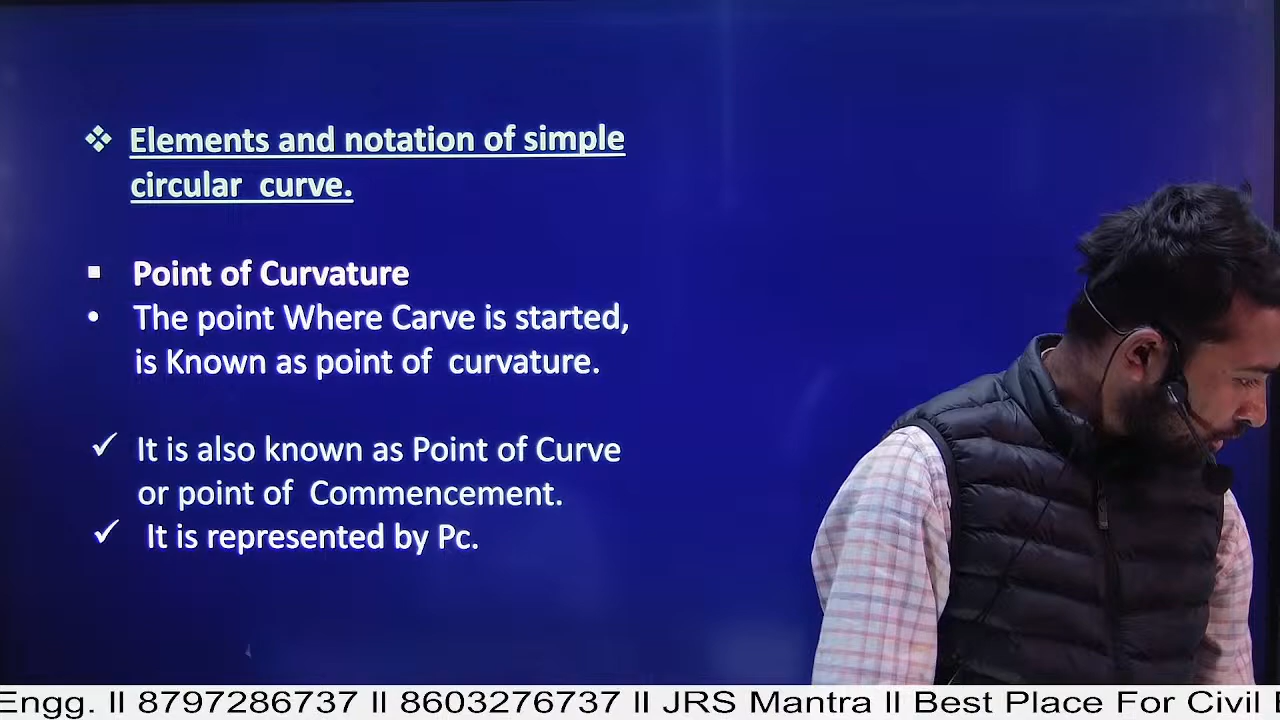 ❖ Elements and notation of simple
circular curve.
▪ Point of Curvature
• The point Where Carve is started,
is Known as point of curvature.
✓ It is also known as Point of Curve
or point of Commencement.
✓ It is represented by Pc.
Engg. II 8797286737 II 8603276737 II JRS Mantra II Best Place For Civil